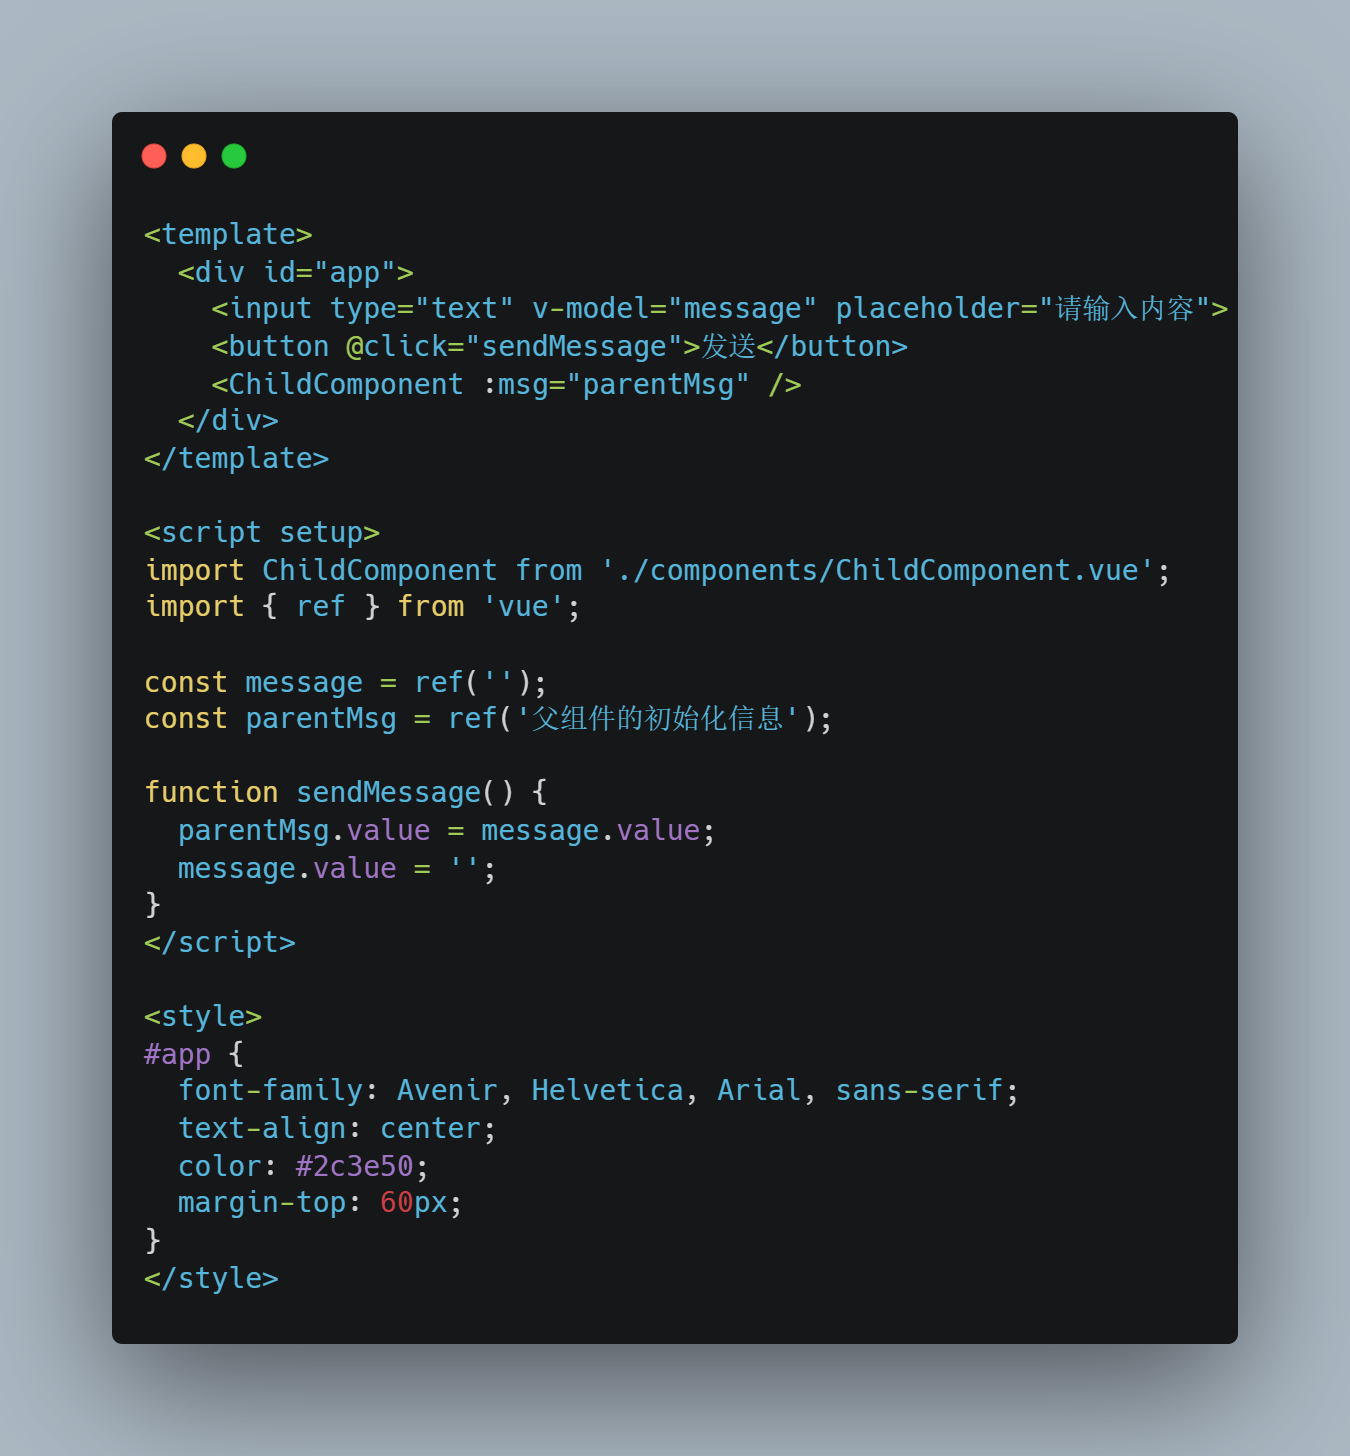 <template>
  <div id="app">
    <input type="text" v-model="message" placeholder="请输入内容">
    <button @click="sendMessage">发送</button>
    <ChildComponent :msg="parentMsg" />
  </div>
</template>

<script setup>
import ChildComponent from './components/ChildComponent.vue';
import { ref } from 'vue';

const message = ref('');
const parentMsg = ref('父组件的初始化信息');

function sendMessage() {
  parentMsg.value = message.value;
  message.value = '';
}
</script>

<style>
#app {
  font-family: Avenir, Helvetica, Arial, sans-serif;
  text-align: center;
  color: #2c3e50;
  margin-top: 60px;
}
</style>